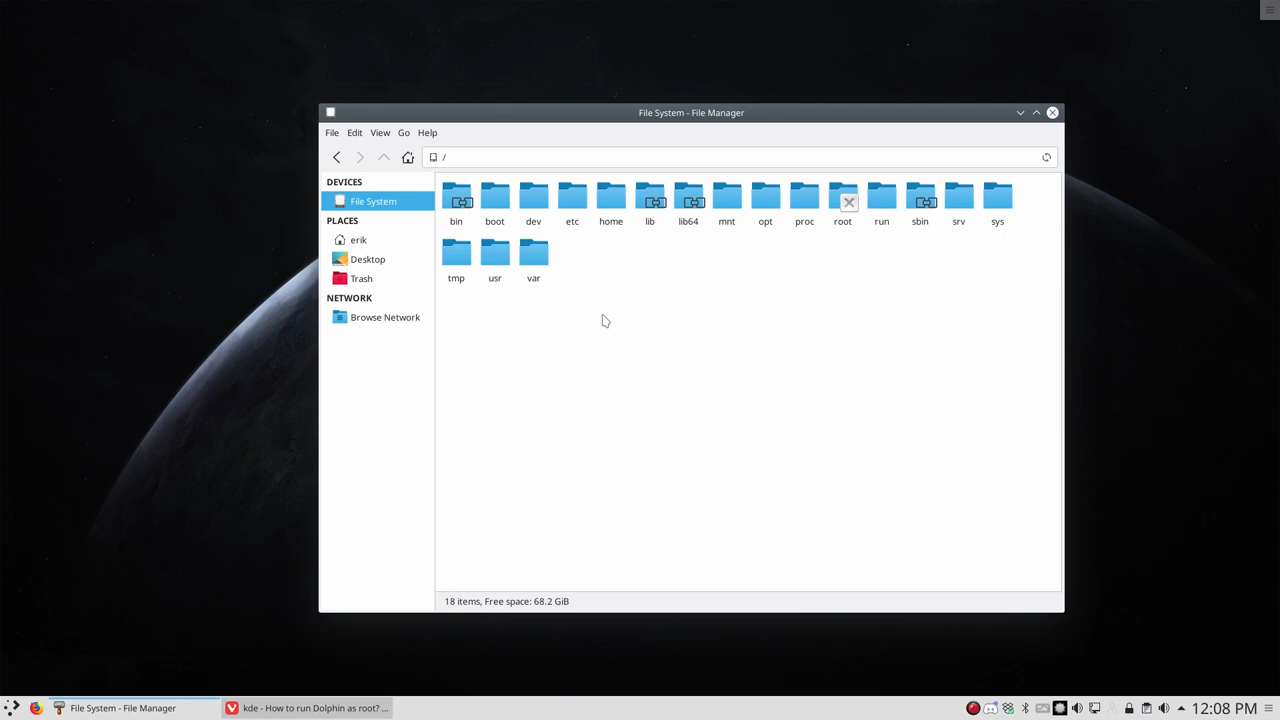 File System - File Manager
File Edit View Go Help
/
DEVICES
File System
PLACES
erik
Desktop
Trash
NETWORK
Browse Network
bin boot dev etc home lib lib64 mnt opt proc root run sbin srv sys
tmp usr var
18 items, Free space: 68.2 GiB
File System - File Manager
kde - How to run Dolphin as root? ...
12:08 PM